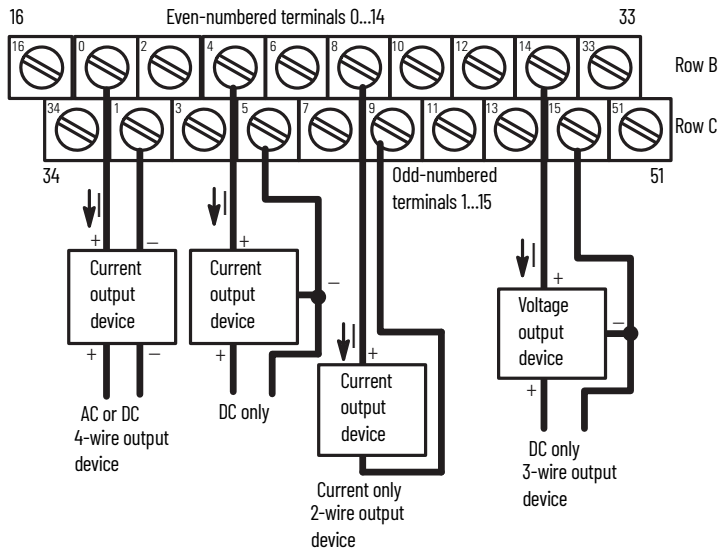 16 Even-numbered terminals 0...14 33
16 0 2 4 6 8 10 12 14 33 Row B
34 1 3 5 7 9 11 13 15 51 Row C
34 Odd-numbered 51
terminals 1...15
I I I I
+ – + – + + –
Current
output
device
Current
output
device
Current
output
device
Voltage
output
device
+ – + +
AC or DC
4-wire output
device
DC only
Current only
2-wire output
device
DC only
3-wire output
device